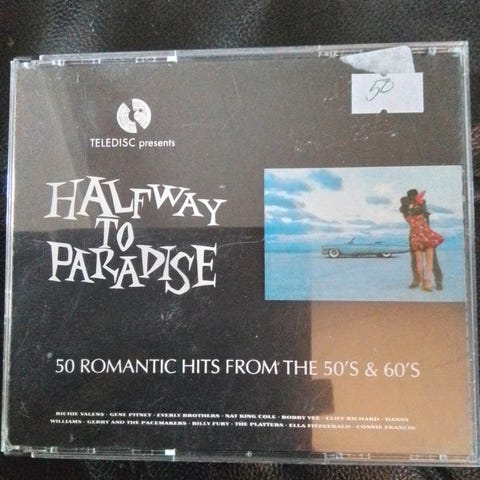 50
TELEDISC presents
HALFWAY
TO
PARADISE
50 ROMANTIC HITS FROM THE 50'S & 60'S
RICHIE VALENS · GENE PITNEY · EVERLY BROTHERS · NAT KING COLE · BOBBY VEE · CLIFF RICHARD · DANNY
WILLIAMS · GERRY AND THE PACEMAKERS · BILLY FURY · THE PLATTERS · ELLA FITZGERALD · CONNIE FRANCIS